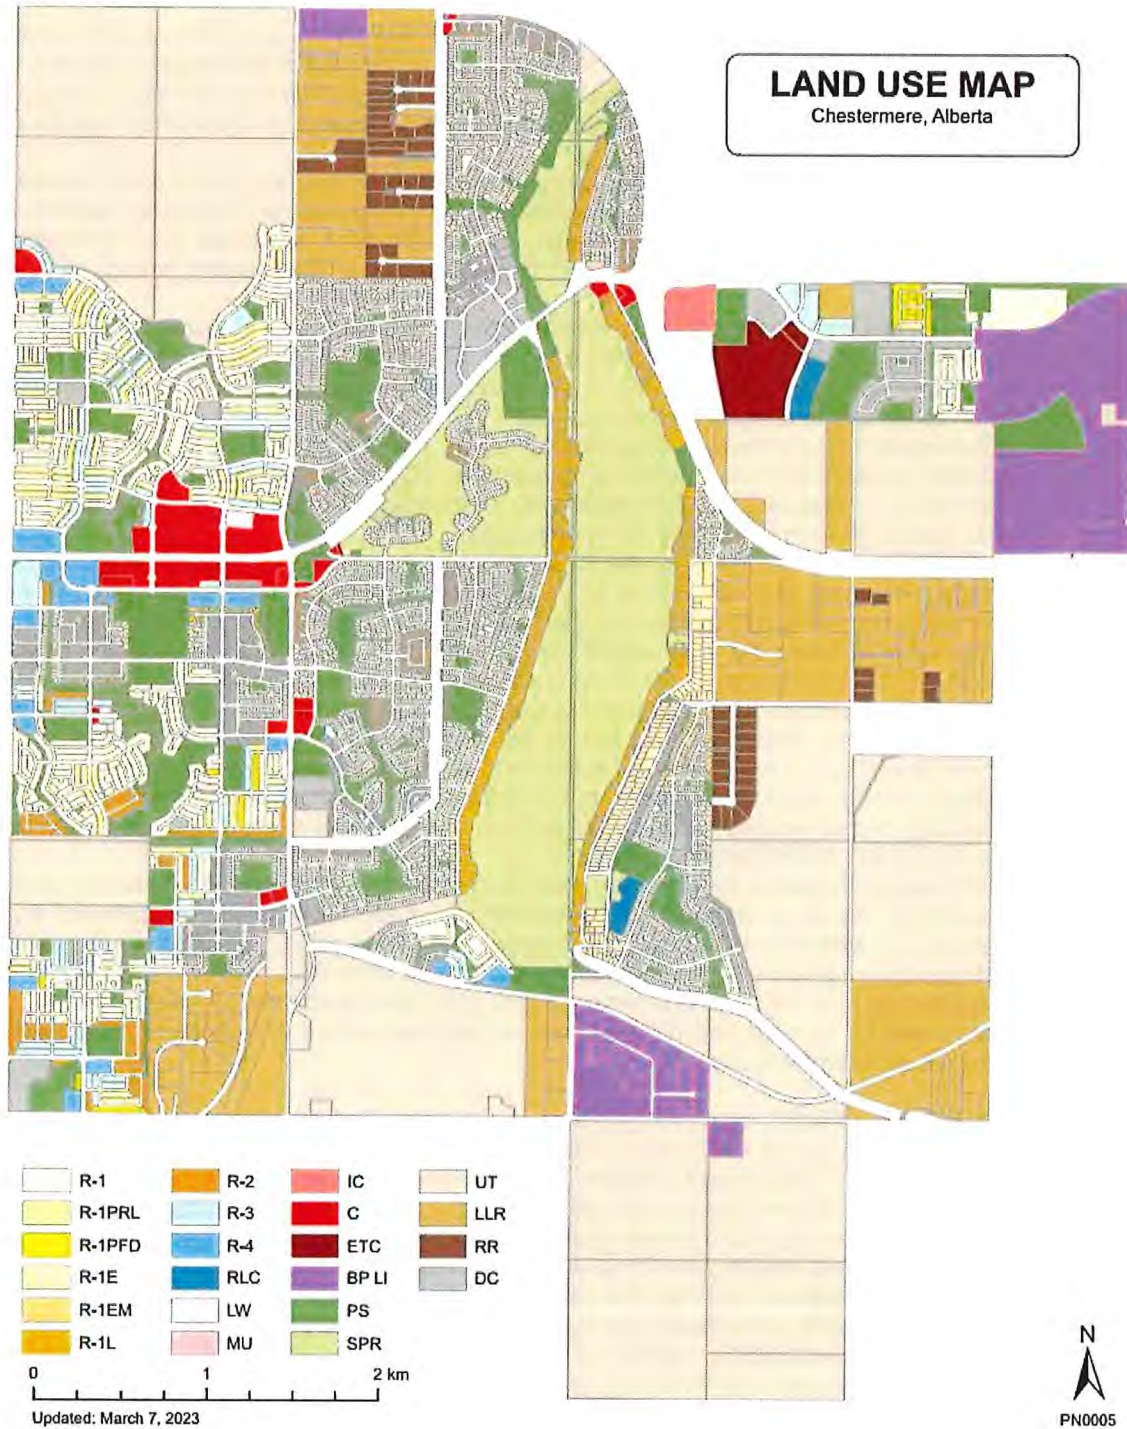 LAND USE MAP
Chestermere, Alberta
R-1
R-1PRL
R-1PFD
R-1E
R-1EM
R-1L
R-2
R-3
R-4
RLC
LW
MU
IC
C
ETC
BP LI
PS
SPR
UT
LLR
RR
DC
0 1 2 km
Updated: March 7, 2023
N
PN0005